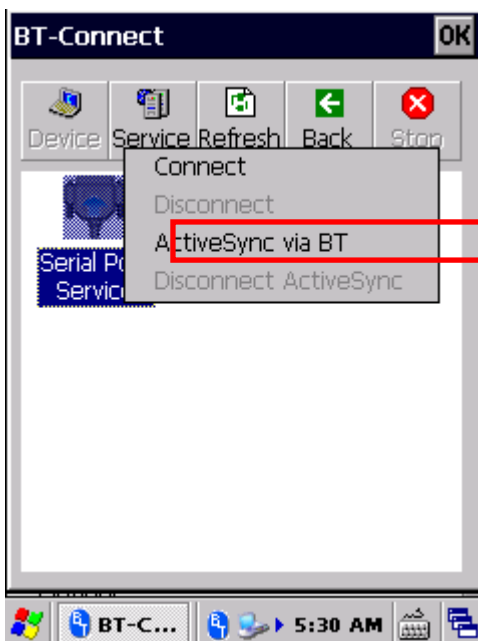 BT-Connect OK
Device Service Refresh Back Stop
Connect
Disconnect
ActiveSync via BT
Disconnect ActiveSync
Serial Po
Service
BT-C... 5:30 AM